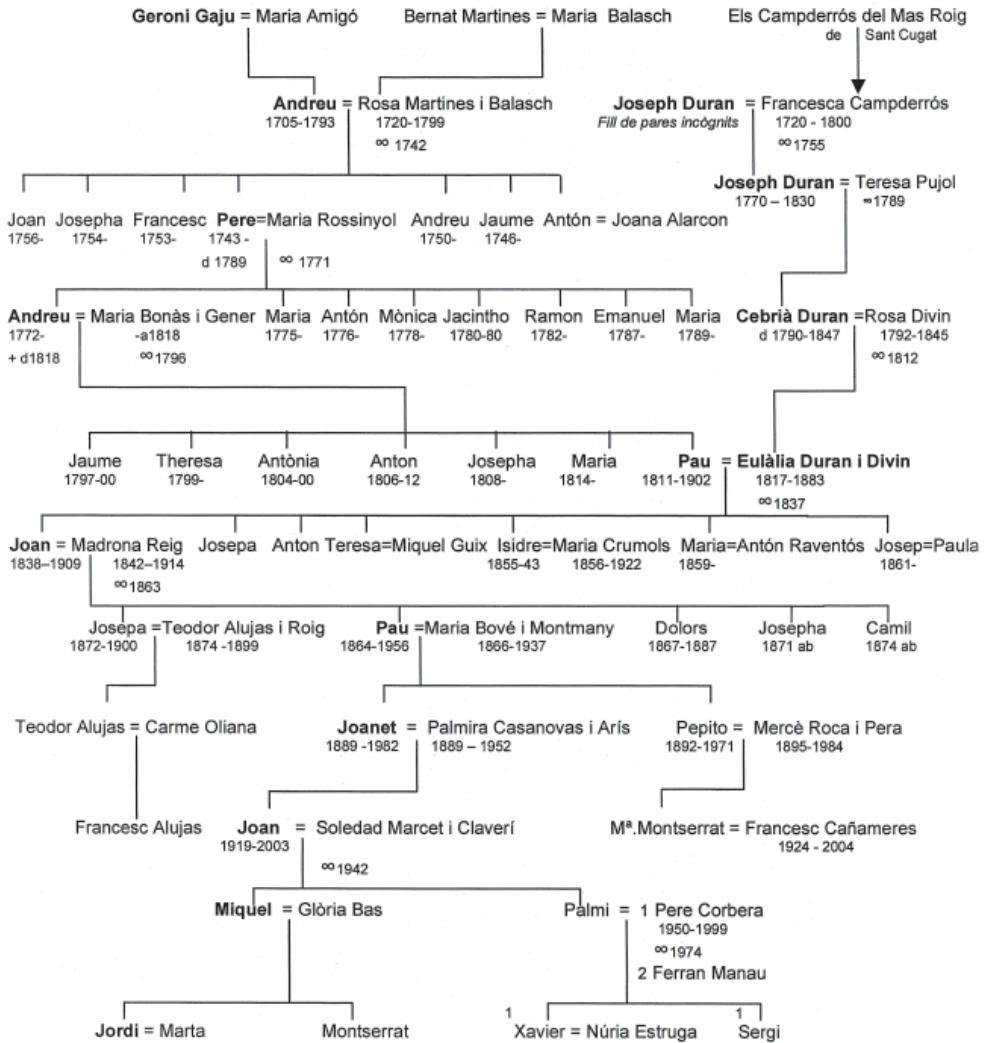 Geroni Gaju = Maria Amigó Bernat Martines = Maria Balasch Els Campderrós del Mas Roig
de Sant Cugat
Andreu = Rosa Martines i Balasch Joseph Duran = Francesca Campderrós
1705-1793 1720-1799 Fill de pares incògnits 1720 - 1800
∞ 1742 ∞1755
Joseph Duran = Teresa Pujol
1770 – 1830 ∞1789
Joan Josepha Francesc Pere=Maria Rossinyol Andreu Jaume Antón = Joana Alarcon
1756- 1754- 1753- 1743 - 1750- 1746-
d 1789 ∞ 1771
Andreu = Maria Bonàs i Gener Maria Antón Mònica Jacintho Ramon Emanuel Maria Cebrià Duran =Rosa Divin
1772- -a1818 1775- 1776- 1778- 1780-80 1782- 1787- 1789- d 1790-1847 1792-1845
+ d1818 ∞1796 ∞1812
Jaume Theresa Antònia Anton Josepha Maria Pau = Eulàlia Duran i Divin
1797-00 1799- 1804-00 1806-12 1808- 1814- 1811-1902 1817-1883
∞1837
Joan = Madrona Reig Josepa Anton Teresa=Miquel Guix Isidre=Maria Crumols Maria=Antón Raventós Josep=Paula
1838–1909 1842–1914 1855-43 1856-1922 1859- 1861-
∞1863
Josepa =Teodor Alujas i Roig Pau =Maria Bové i Montmany Dolors Josepha Camil
1872-1900 1874 -1899 1864-1956 1866-1937 1867-1887 1871 ab 1874 ab
Teodor Alujas = Carme Oliana Joanet = Palmira Casanovas i Arís Pepito = Mercè Roca i Pera
1889 -1982 1889 – 1952 1892-1971 1895-1984
Francesc Alujas Joan = Soledad Marcet i Claverí Mª.Montserrat = Francesc Cañameres
1919-2003 1924 - 2004
∞1942
Miquel = Glòria Bas Palmi = 1 Pere Corbera
1950-1999
∞1974
2 Ferran Manau
1 1
Jordi = Marta Montserrat Xavier = Núria Estruga Sergi